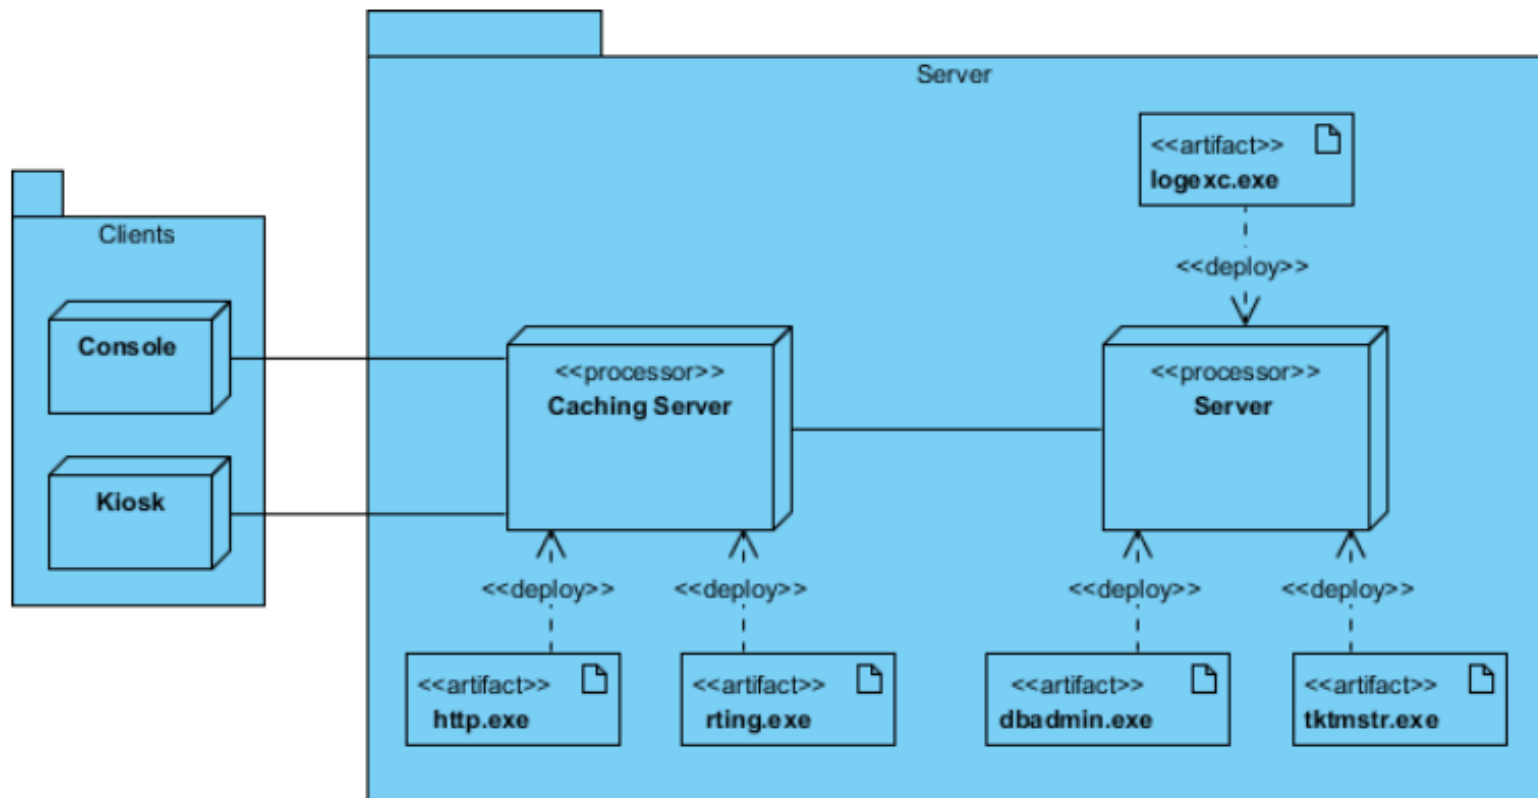 Server
<<artifact>>
logexc.exe
Clients
<<deploy>>
Console
<<processor>>
Caching Server
<<processor>>
Server
Kiosk
<<deploy>>
<<deploy>>
<<deploy>>
<<deploy>>
<<artifact>>
http.exe
<<artifact>>
rting.exe
<<artifact>>
dbadmin.exe
<<artifact>>
tktmstr.exe